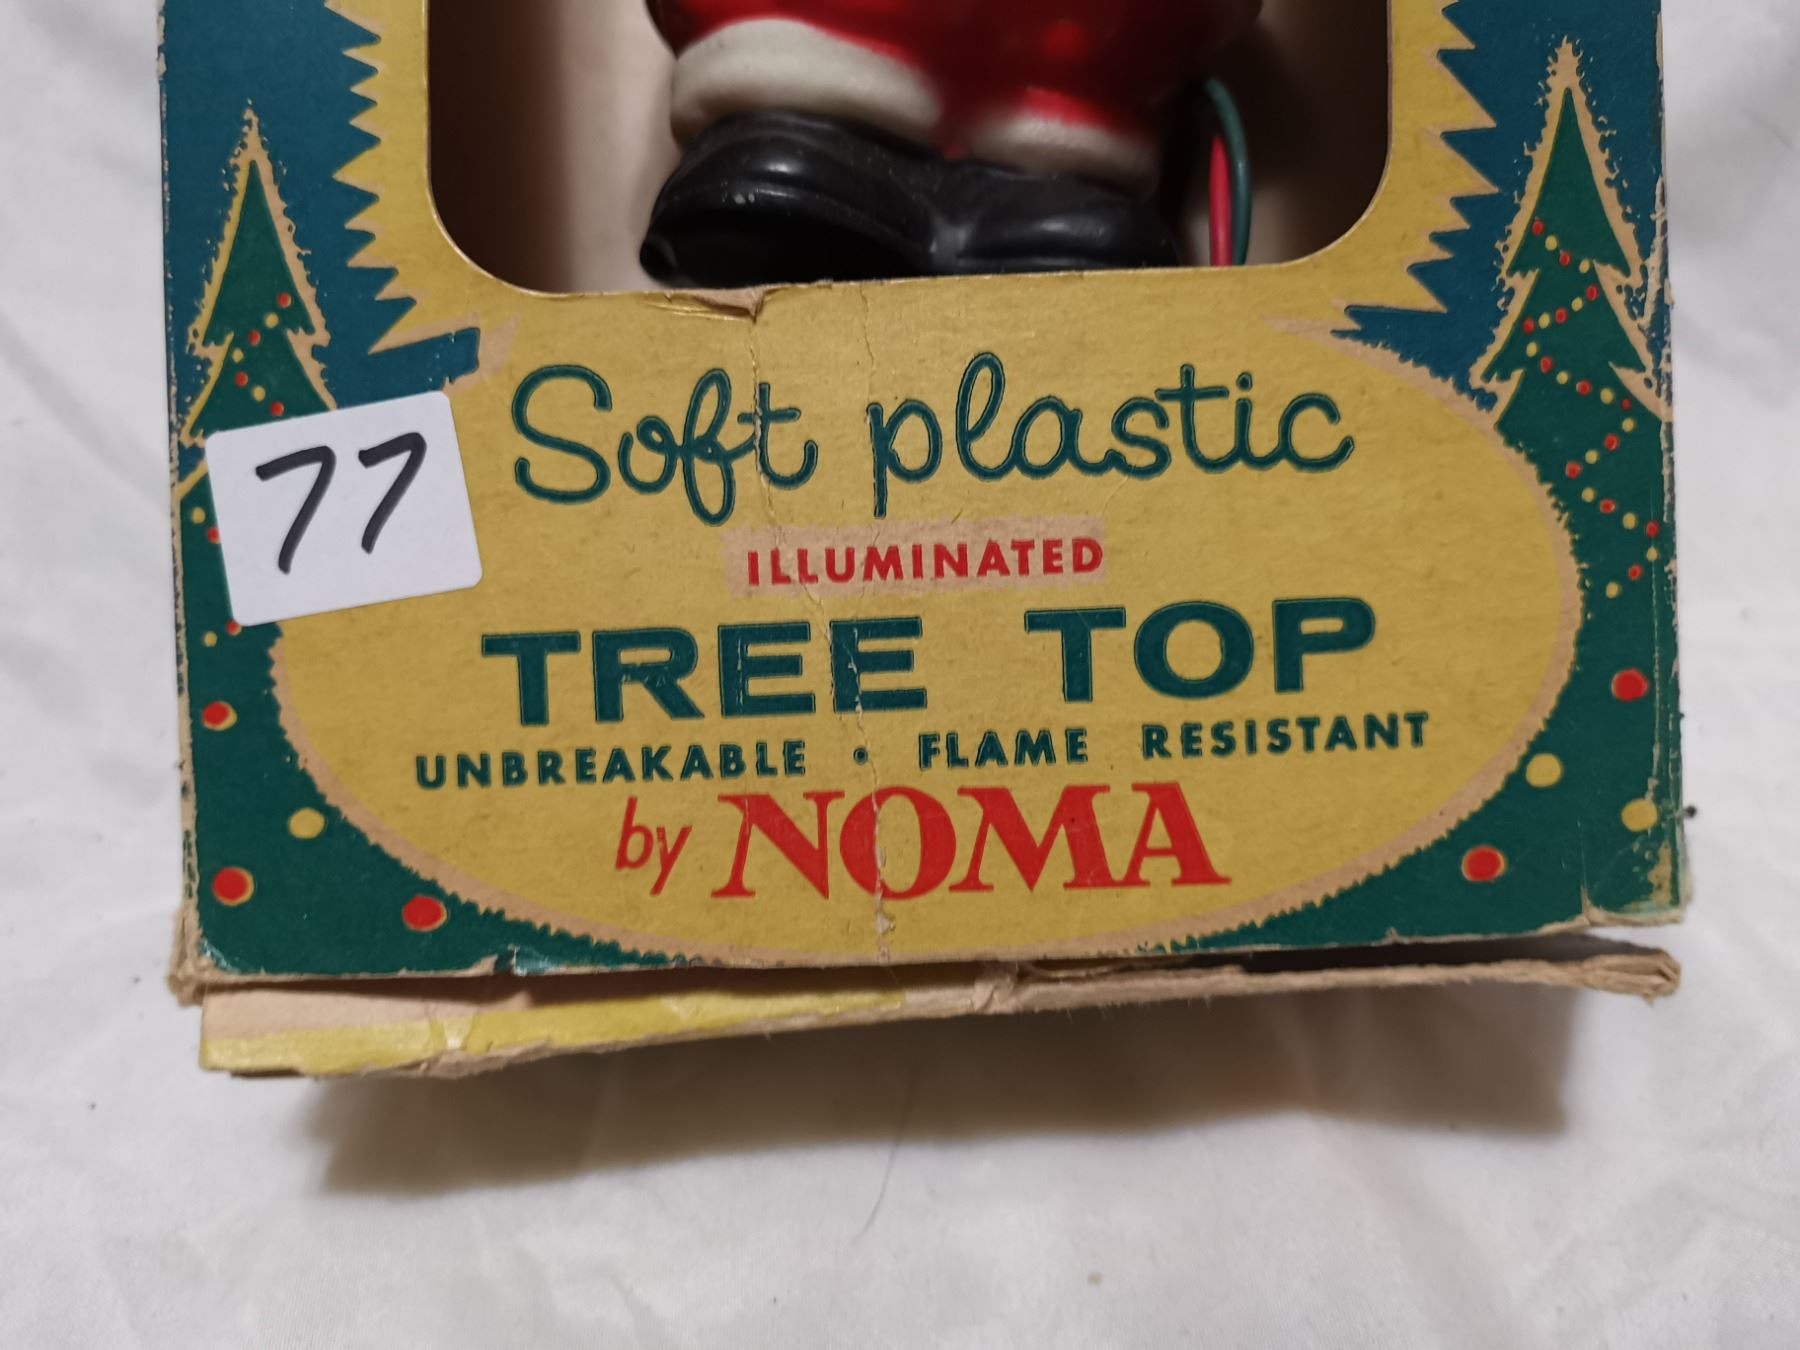 77
Soft plastic
ILLUMINATED
TREE TOP
UNBREAKABLE • FLAME RESISTANT
by NOMA